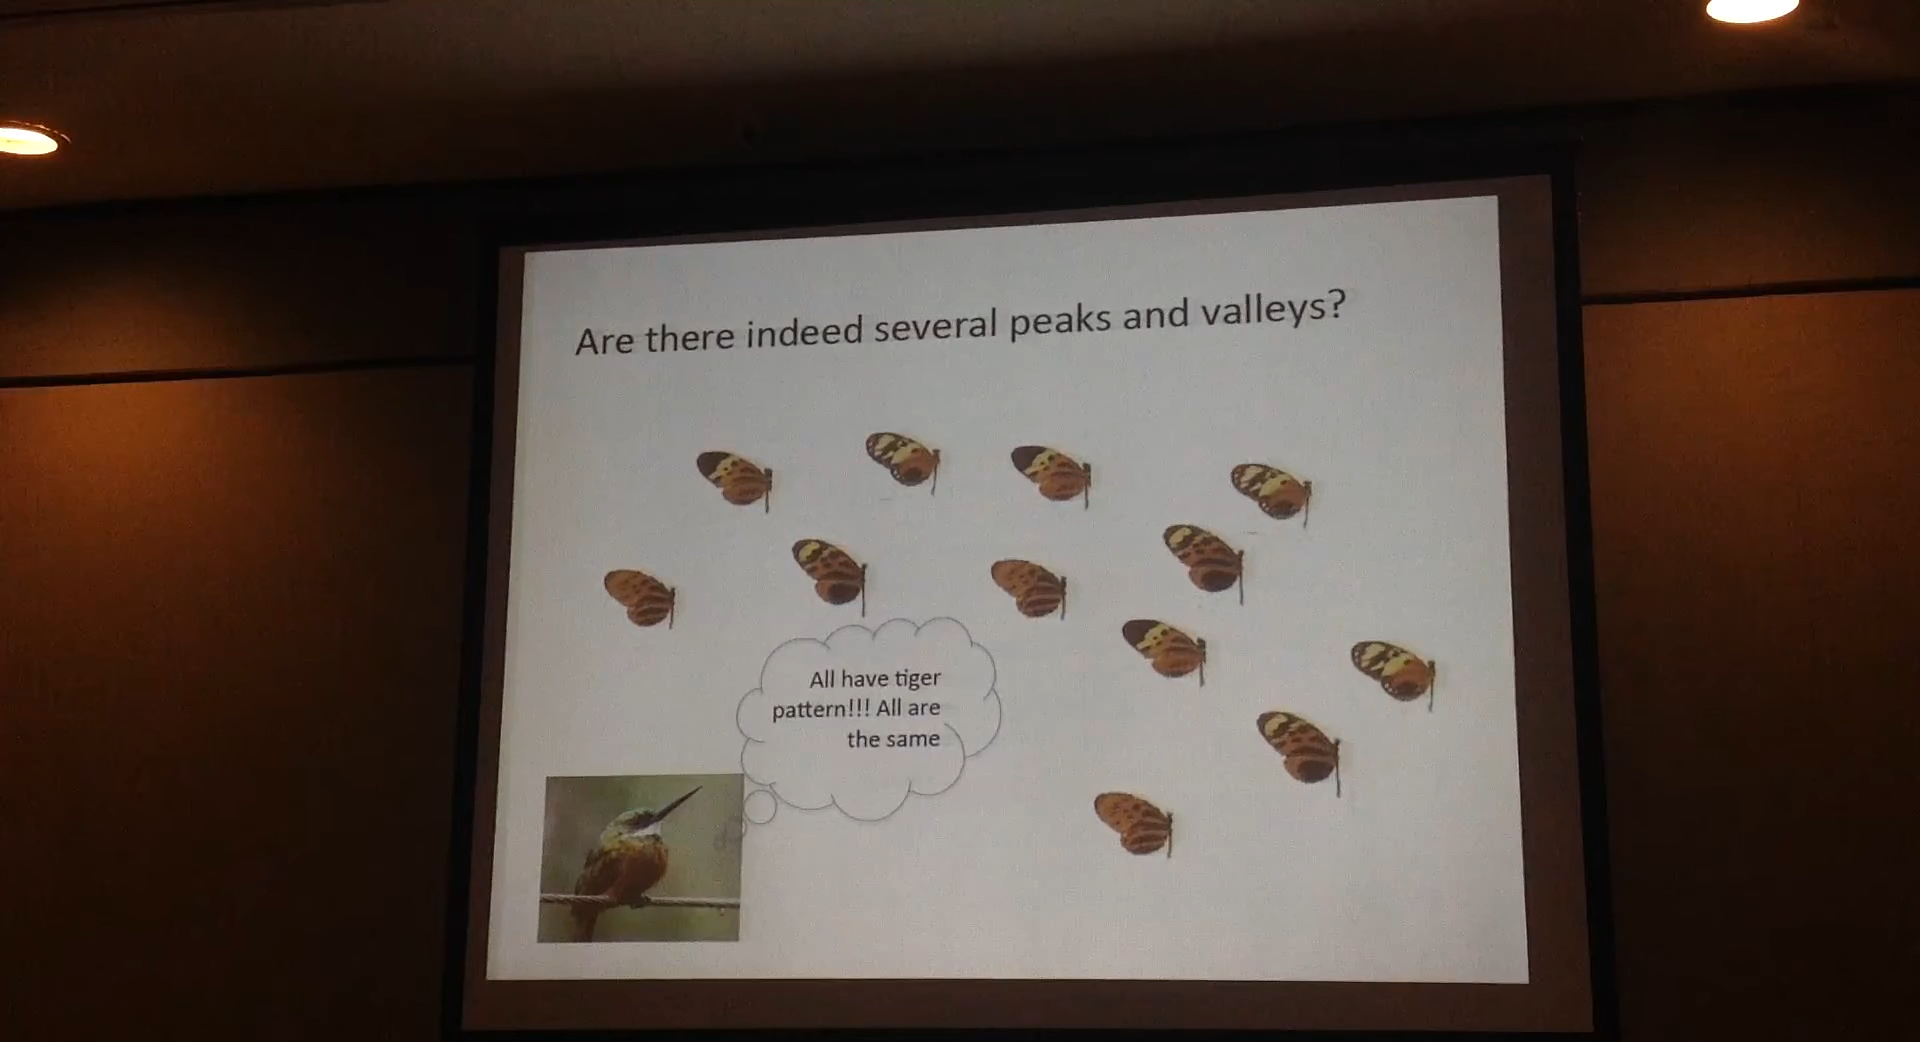 Are there indeed several peaks and valleys?
All have tiger
pattern!!! All are
the same